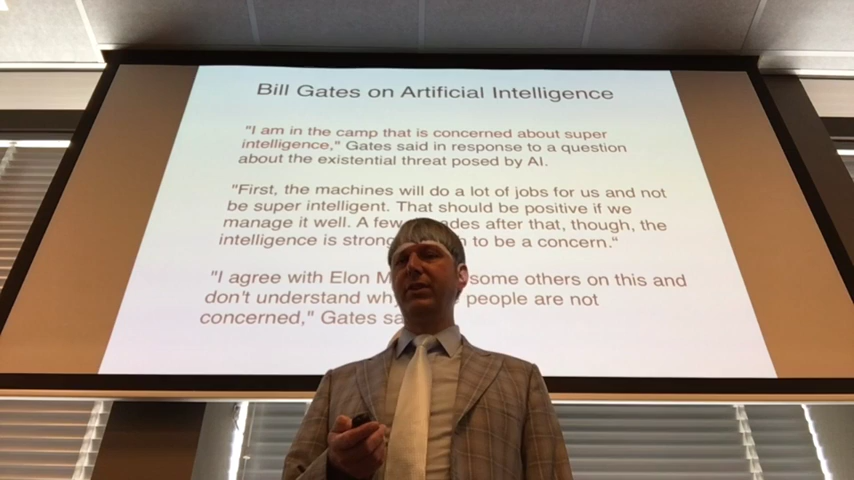 Bill Gates on Artificial Intelligence
"I am in the camp that is concerned about super
intelligence," Gates said in response to a question
about the existential threat posed by AI.
"First, the machines will do a lot of jobs for us and not
be super intelligent. That should be positive if we
manage it well. A few after that, though, the
intelligence is to be a concern."
"I agree with Elon some others on this and
don't understand people are not
concerned," Gates